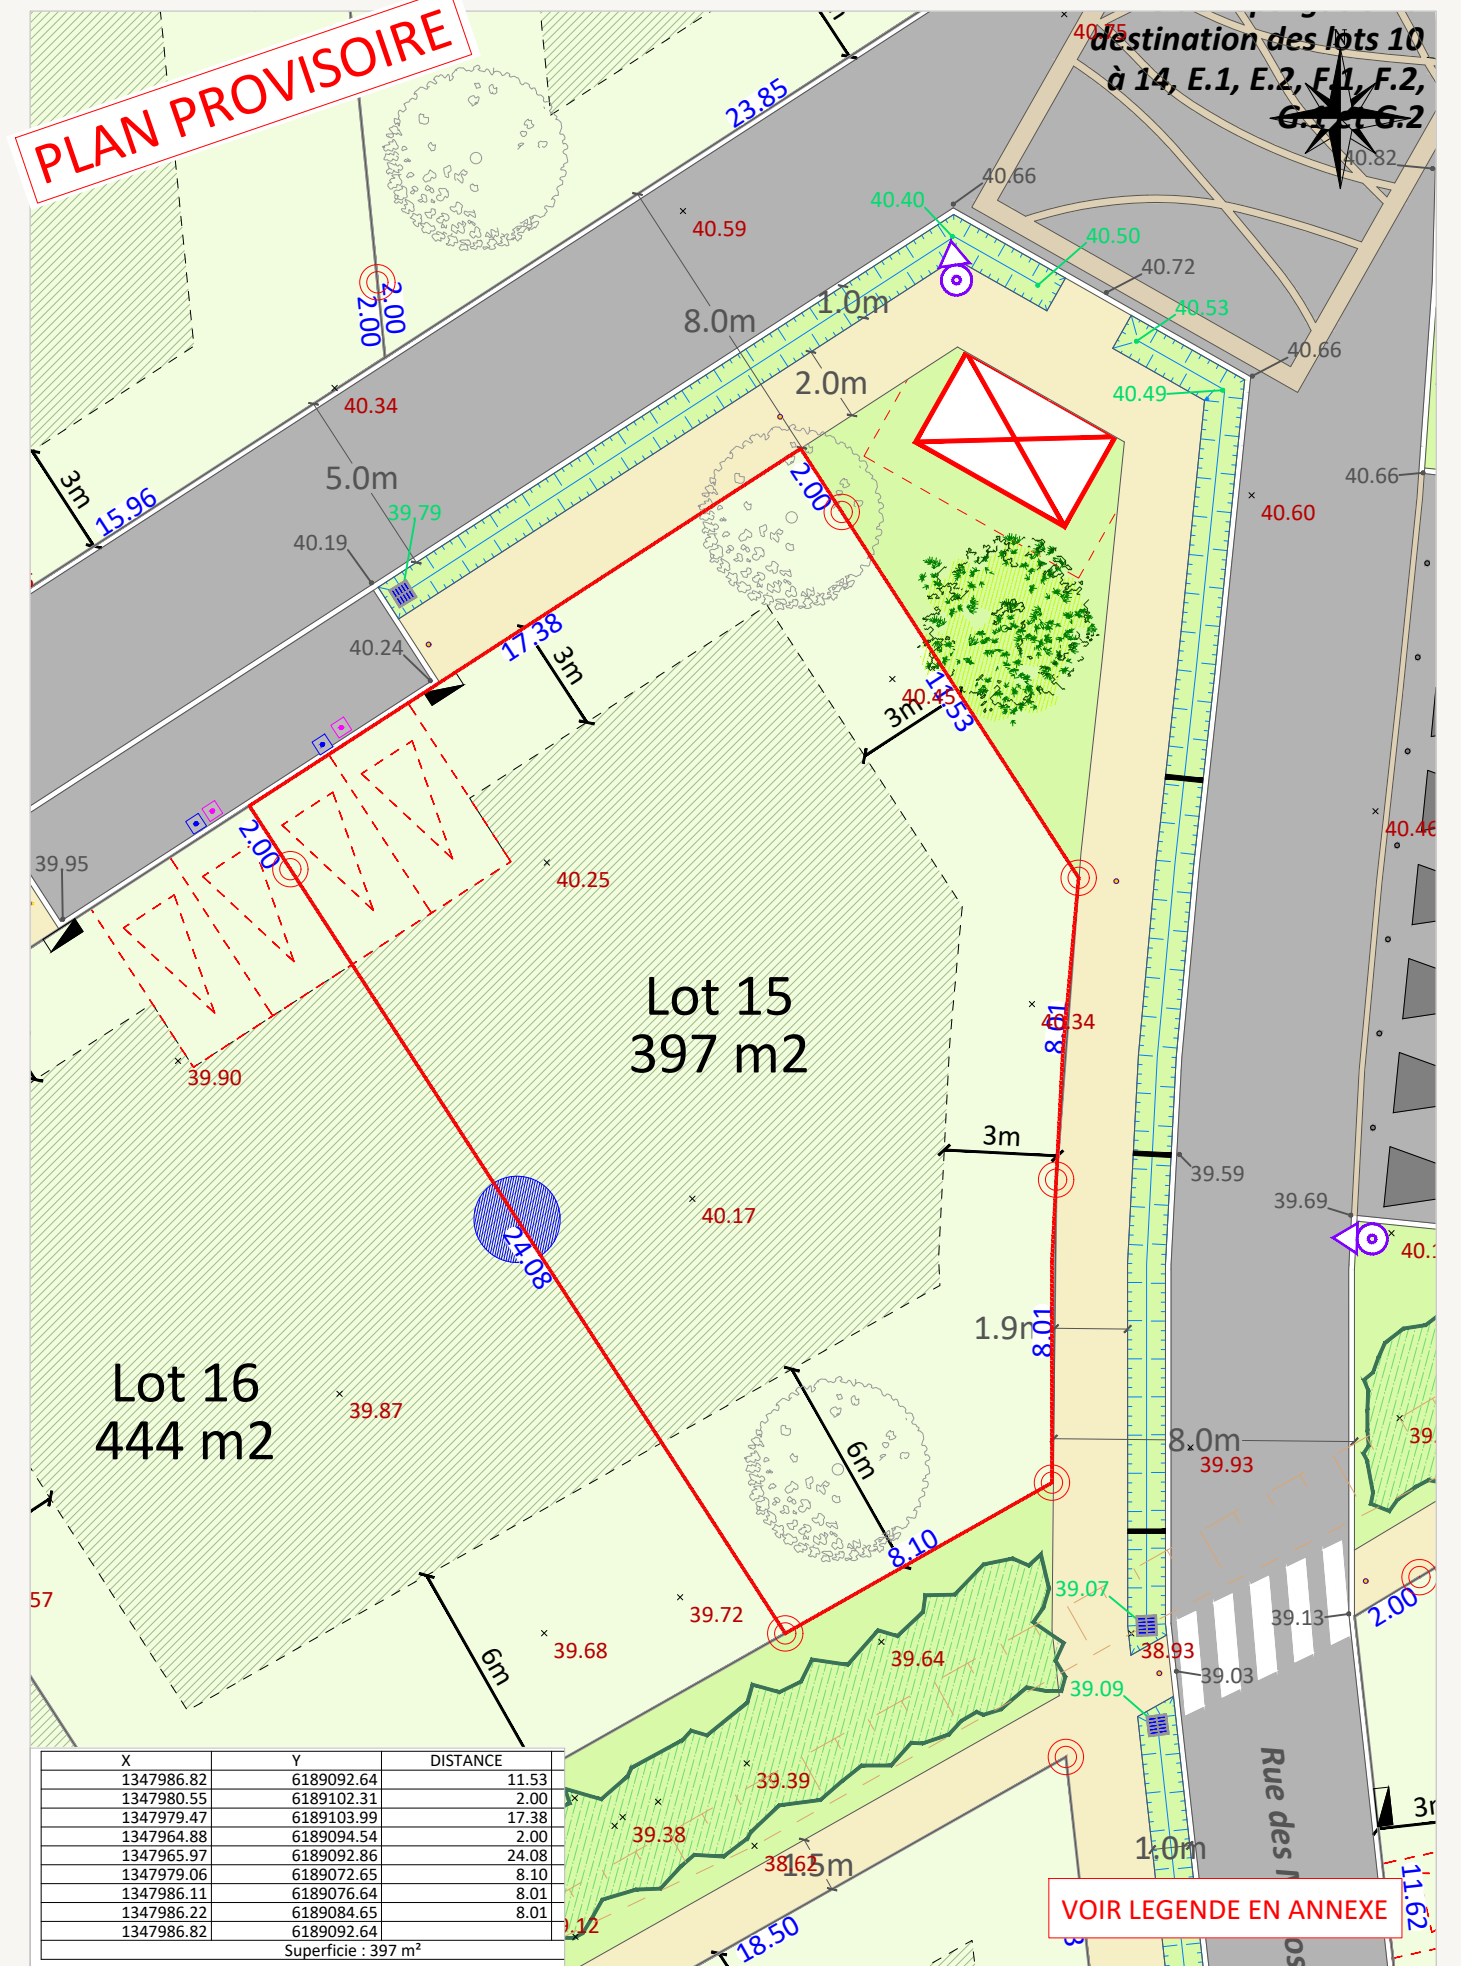 PLAN PROVISOIRE
destination des lots 10
à 14, E.1, E.2, F.1, F.2,
G.1 et G.2
N
40.75
23.85
40.82
40.66
40.40
40.59
40.50
40.72
2.00
2.00
1.0m
8.0m
40.53
40.66
2.0m
40.49
40.34
5.0m
3m
15.96
39.79
2.00
40.66
40.60
40.19
17.38
40.24
3m
40.45
3m
11.53
2.00
39.95
40.25
40.46
Lot 15
397 m2
40.34
8.01
39.90
3m
39.59
39.69
40.17
24.08
1.9m
8.01
Lot 16
444 m2
39.87
6m
8.0m
39.93
8.10
39.07
39.13
2.00
39.72
39.68
39.64
38.93
39.03
39.09
6m
39.39
39.38
38.62
1.5m
1.0m
Rue des
11.62
18.50
X Y DISTANCE
1347986.82 6189092.64 11.53
1347980.55 6189102.31 2.00
1347979.47 6189103.99 17.38
1347964.88 6189094.54 2.00
1347965.97 6189092.86 24.08
1347979.06 6189072.65 8.10
1347986.11 6189076.64 8.01
1347986.22 6189084.65 8.01
1347986.82 6189092.64
Superficie : 397 m²
VOIR LEGENDE EN ANNEXE